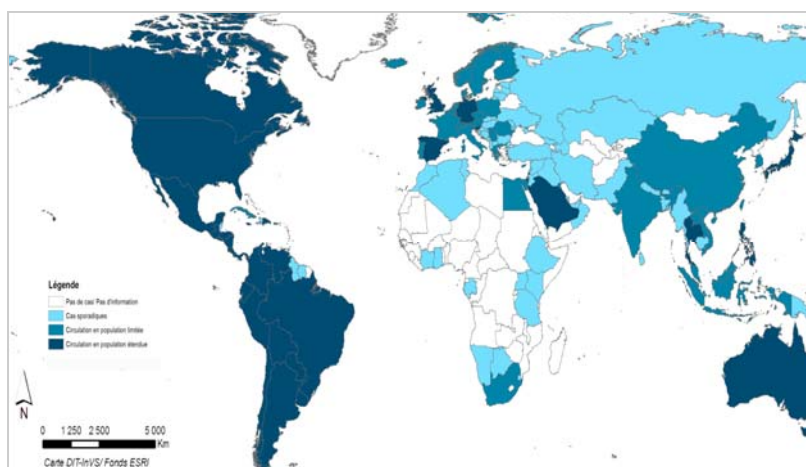 Légende
Pas de cas/ Pas d'information
Cas sporadiques
Circulation en population limitée
Circulation en population étendue
N
0 1 250 2 500 5 000
Km
Carte DIT-InVS/ Fonds ESRI